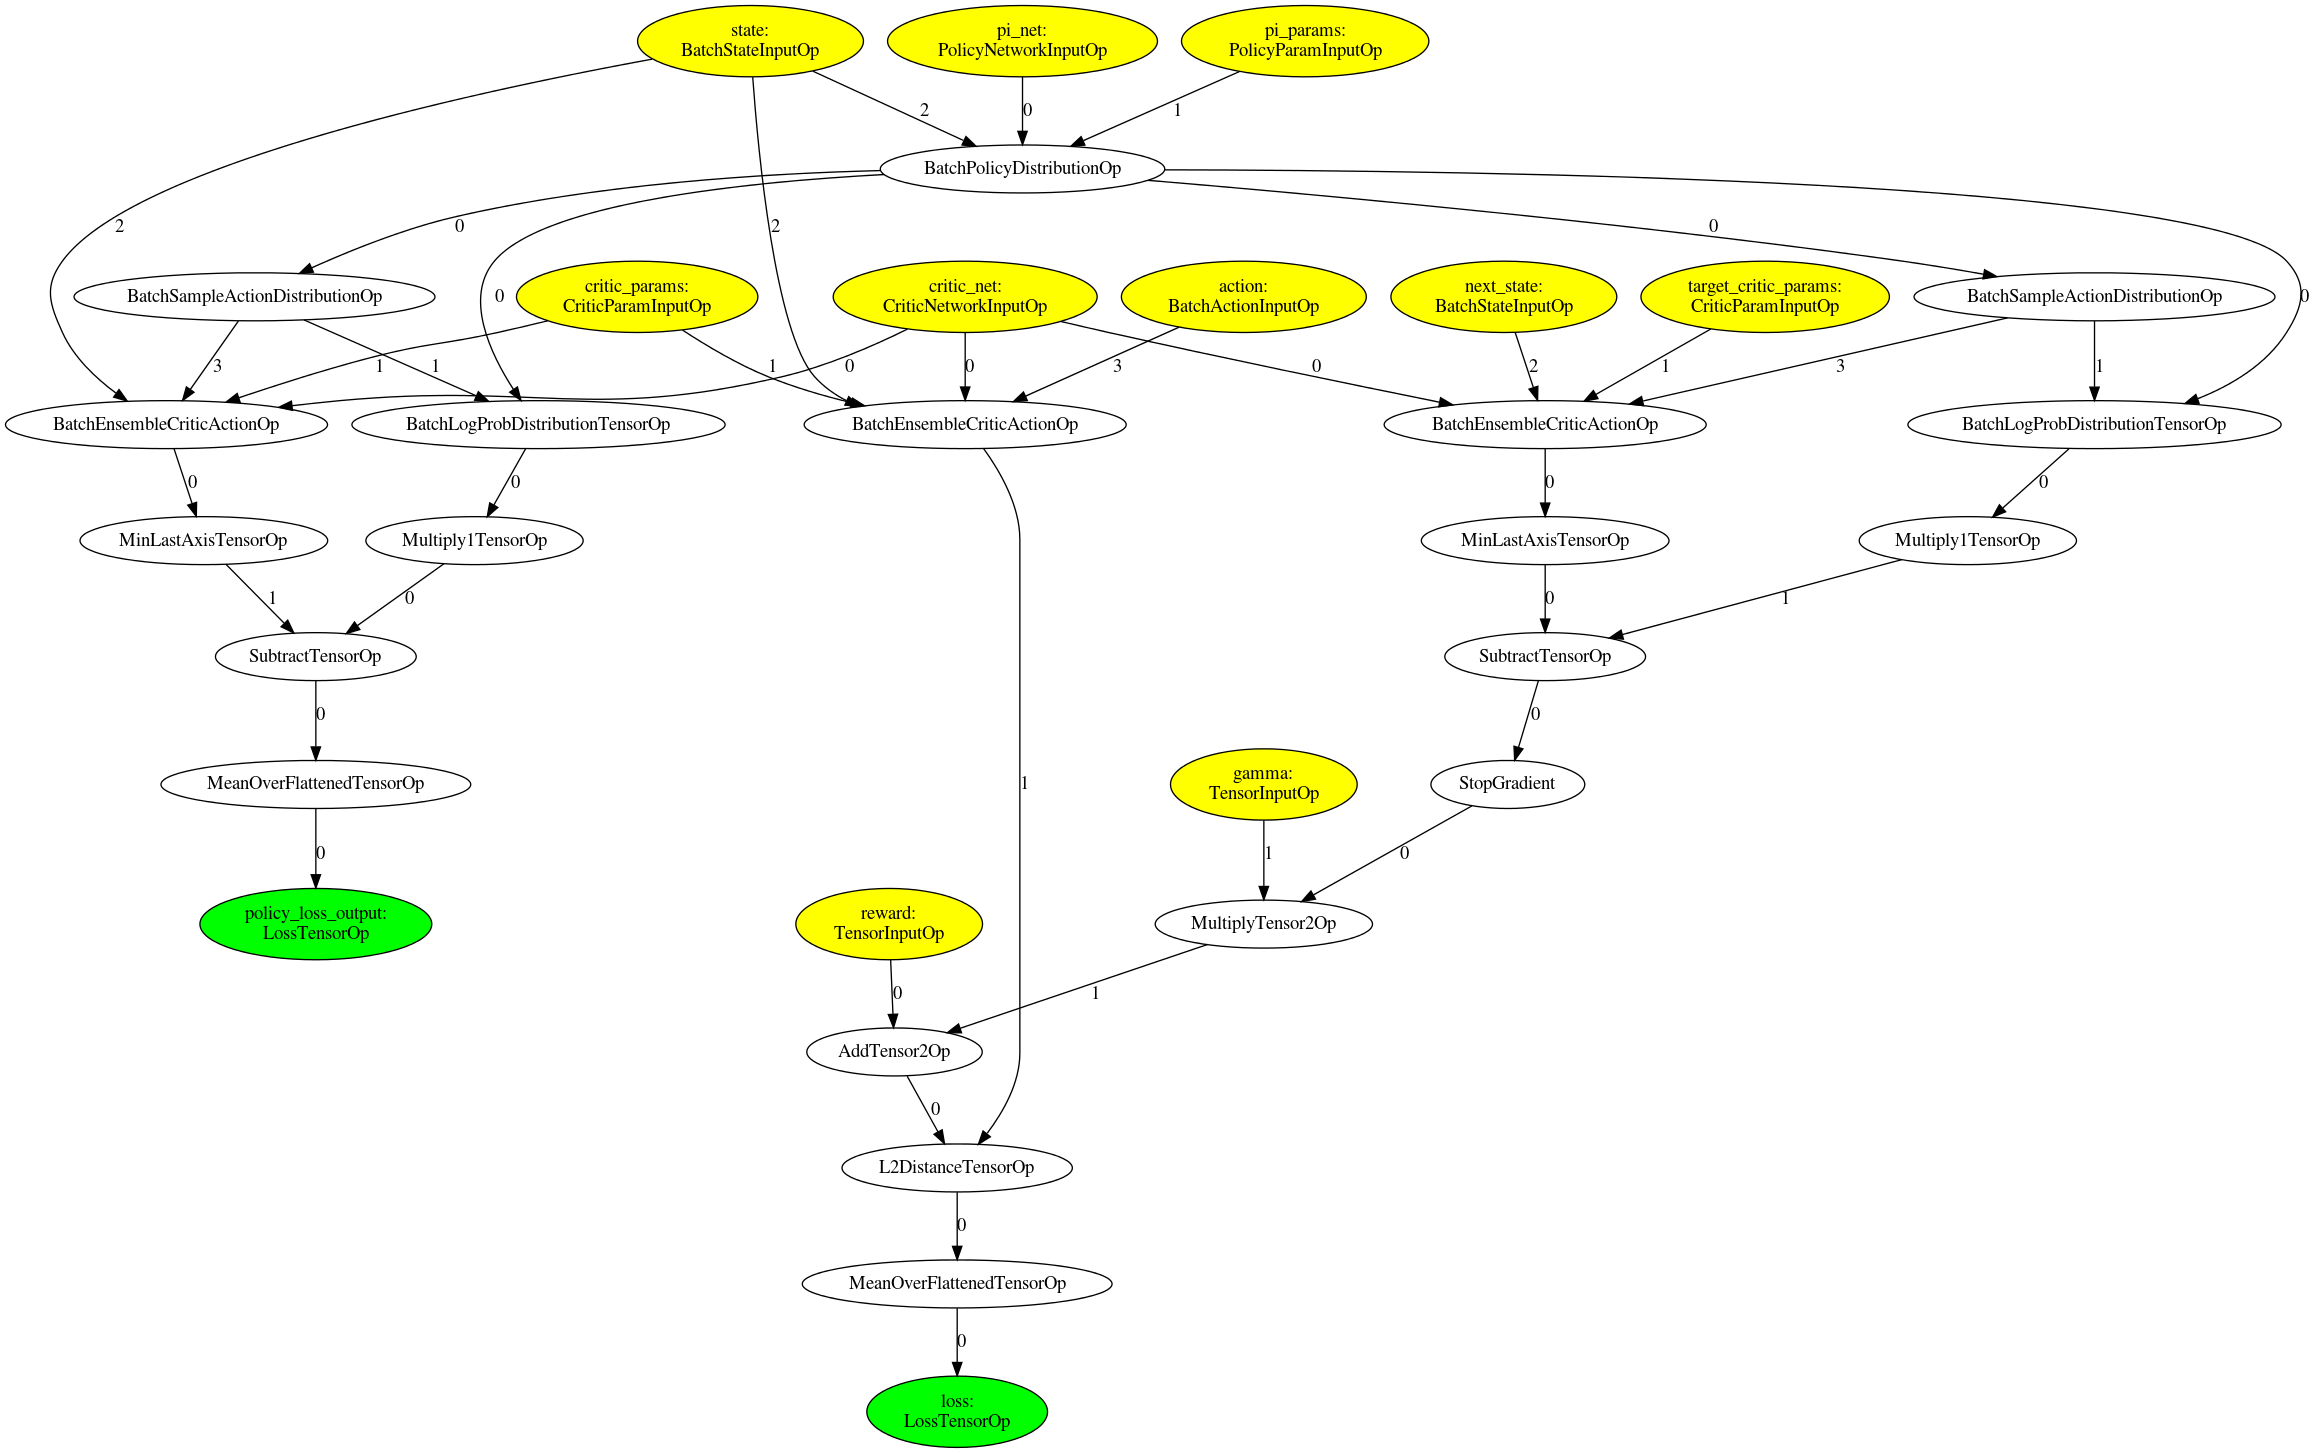 state:
BatchStateInputOp
pi_net:
PolicyNetworkInputOp
pi_params:
PolicyParamInputOp
2
0
1
BatchPolicyDistributionOp
2
0
2
0
0
BatchSampleActionDistributionOp
0
critic_params:
CriticParamInputOp
critic_net:
CriticNetworkInputOp
action:
BatchActionInputOp
next_state:
BatchStateInputOp
target_critic_params:
CriticParamInputOp
BatchSampleActionDistributionOp
0
3
1
1
1
0
0
3
0
2
1
3
1
BatchEnsembleCriticActionOp
BatchLogProbDistributionTensorOp
BatchEnsembleCriticActionOp
BatchEnsembleCriticActionOp
BatchLogProbDistributionTensorOp
0
0
0
0
MinLastAxisTensorOp
Multiply1TensorOp
MinLastAxisTensorOp
Multiply1TensorOp
1
0
0
1
SubtractTensorOp
SubtractTensorOp
0
0
MeanOverFlattenedTensorOp
1
gamma:
TensorInputOp
StopGradient
0
1
0
policy_loss_output:
LossTensorOp
reward:
TensorInputOp
MultiplyTensor2Op
0
1
AddTensor2Op
0
L2DistanceTensorOp
0
MeanOverFlattenedTensorOp
0
loss:
LossTensorOp